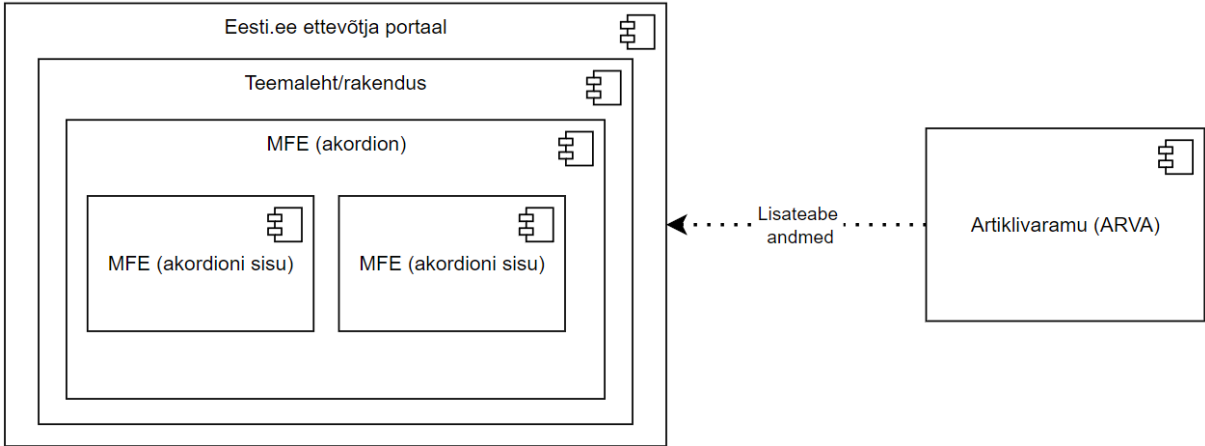 Eesti.ee ettevõtja portaal
Teemaleht/rakendus
MFE (akordion)
MFE (akordioni sisu)
MFE (akordioni sisu)
Lisateabe
andmed
Artiklivaramu (ARVA)